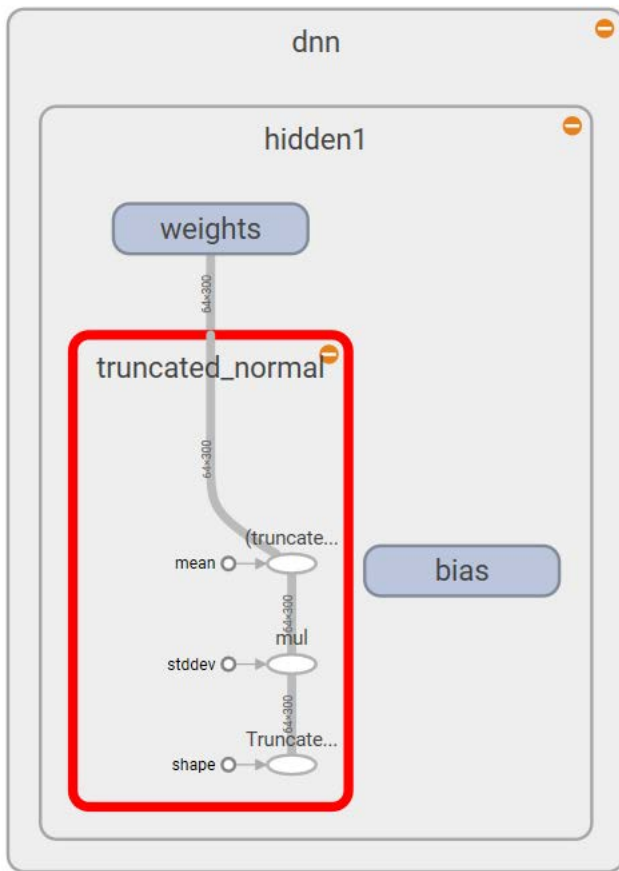 dnn
hidden1
weights
64×300
truncated_normal
64×300
(truncate...
mean
bias
64×300
mul
stddev
64×300
Truncate...
shape